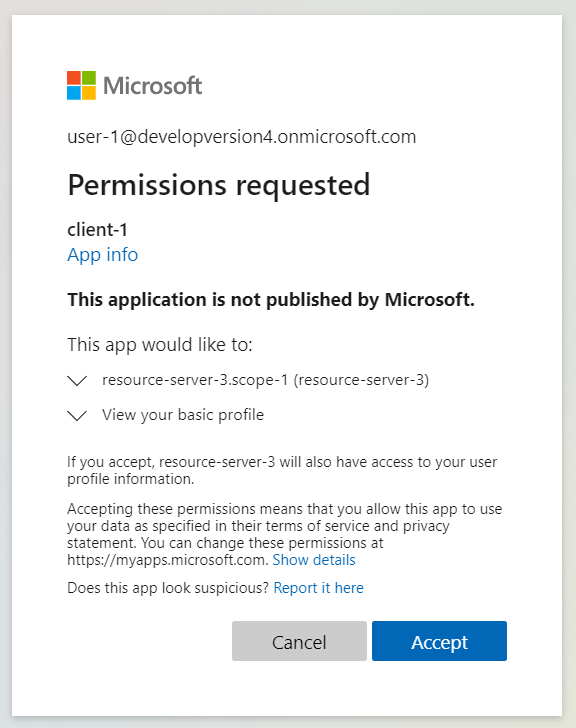 Microsoft
user-1@developversion4.onmicrosoft.com
Permissions requested
client-1
App info
This application is not published by Microsoft.
This app would like to:
resource-server-3.scope-1 (resource-server-3)
View your basic profile
If you accept, resource-server-3 will also have access to your user
profile information.
Accepting these permissions means that you allow this app to use
your data as specified in their terms of service and privacy
statement. You can change these permissions at
https://myapps.microsoft.com. Show details
Does this app look suspicious? Report it here
Cancel Accept